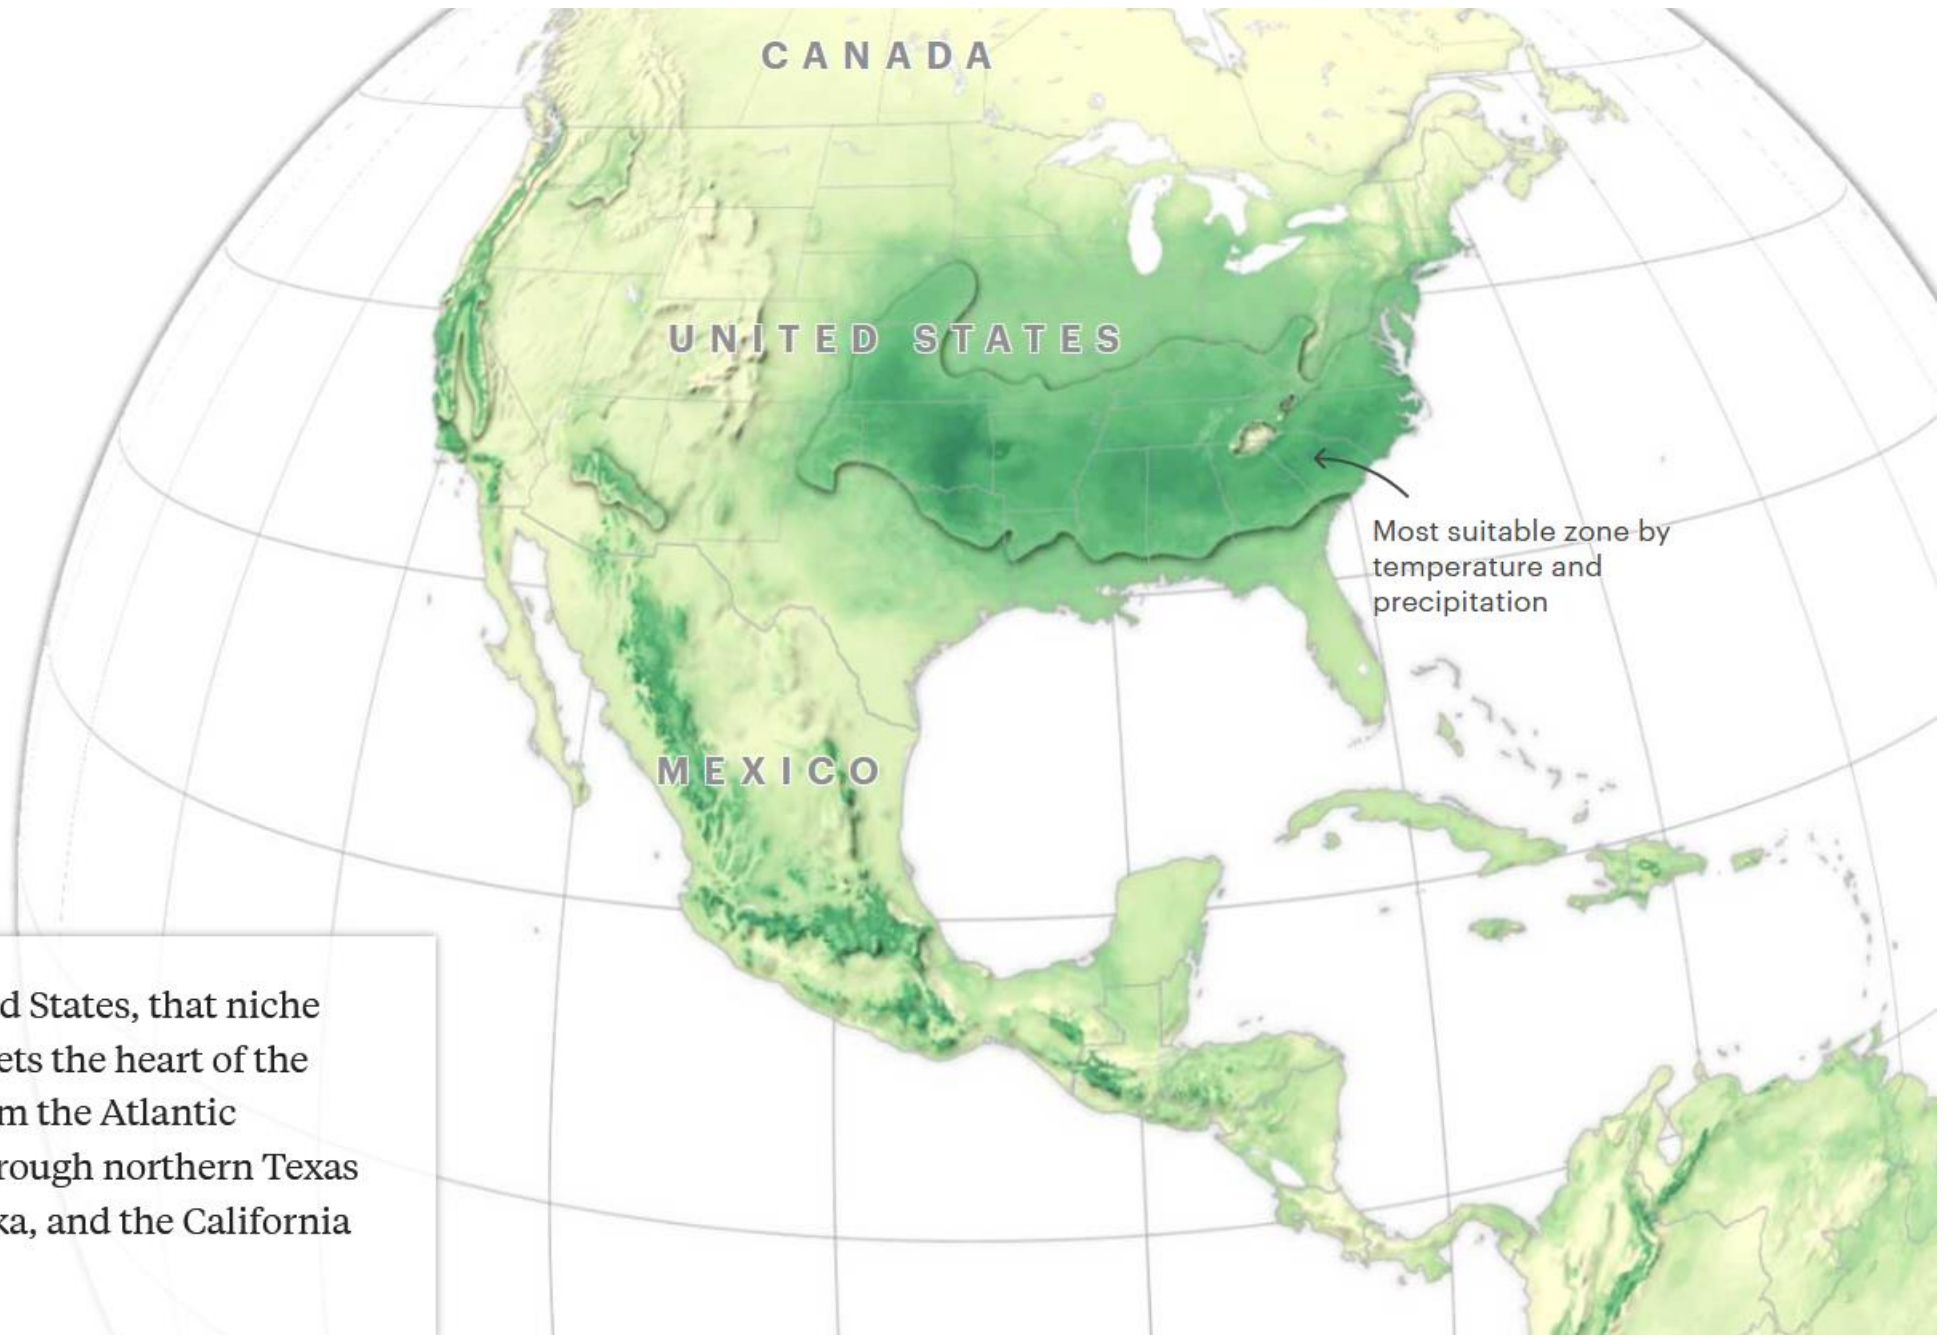 CANADA
UNITED STATES
Most suitable zone by
temperature and
precipitation
MEXICO
d States, that niche
ets the heart of the
m the Atlantic
rough northern Texas
ka, and the California